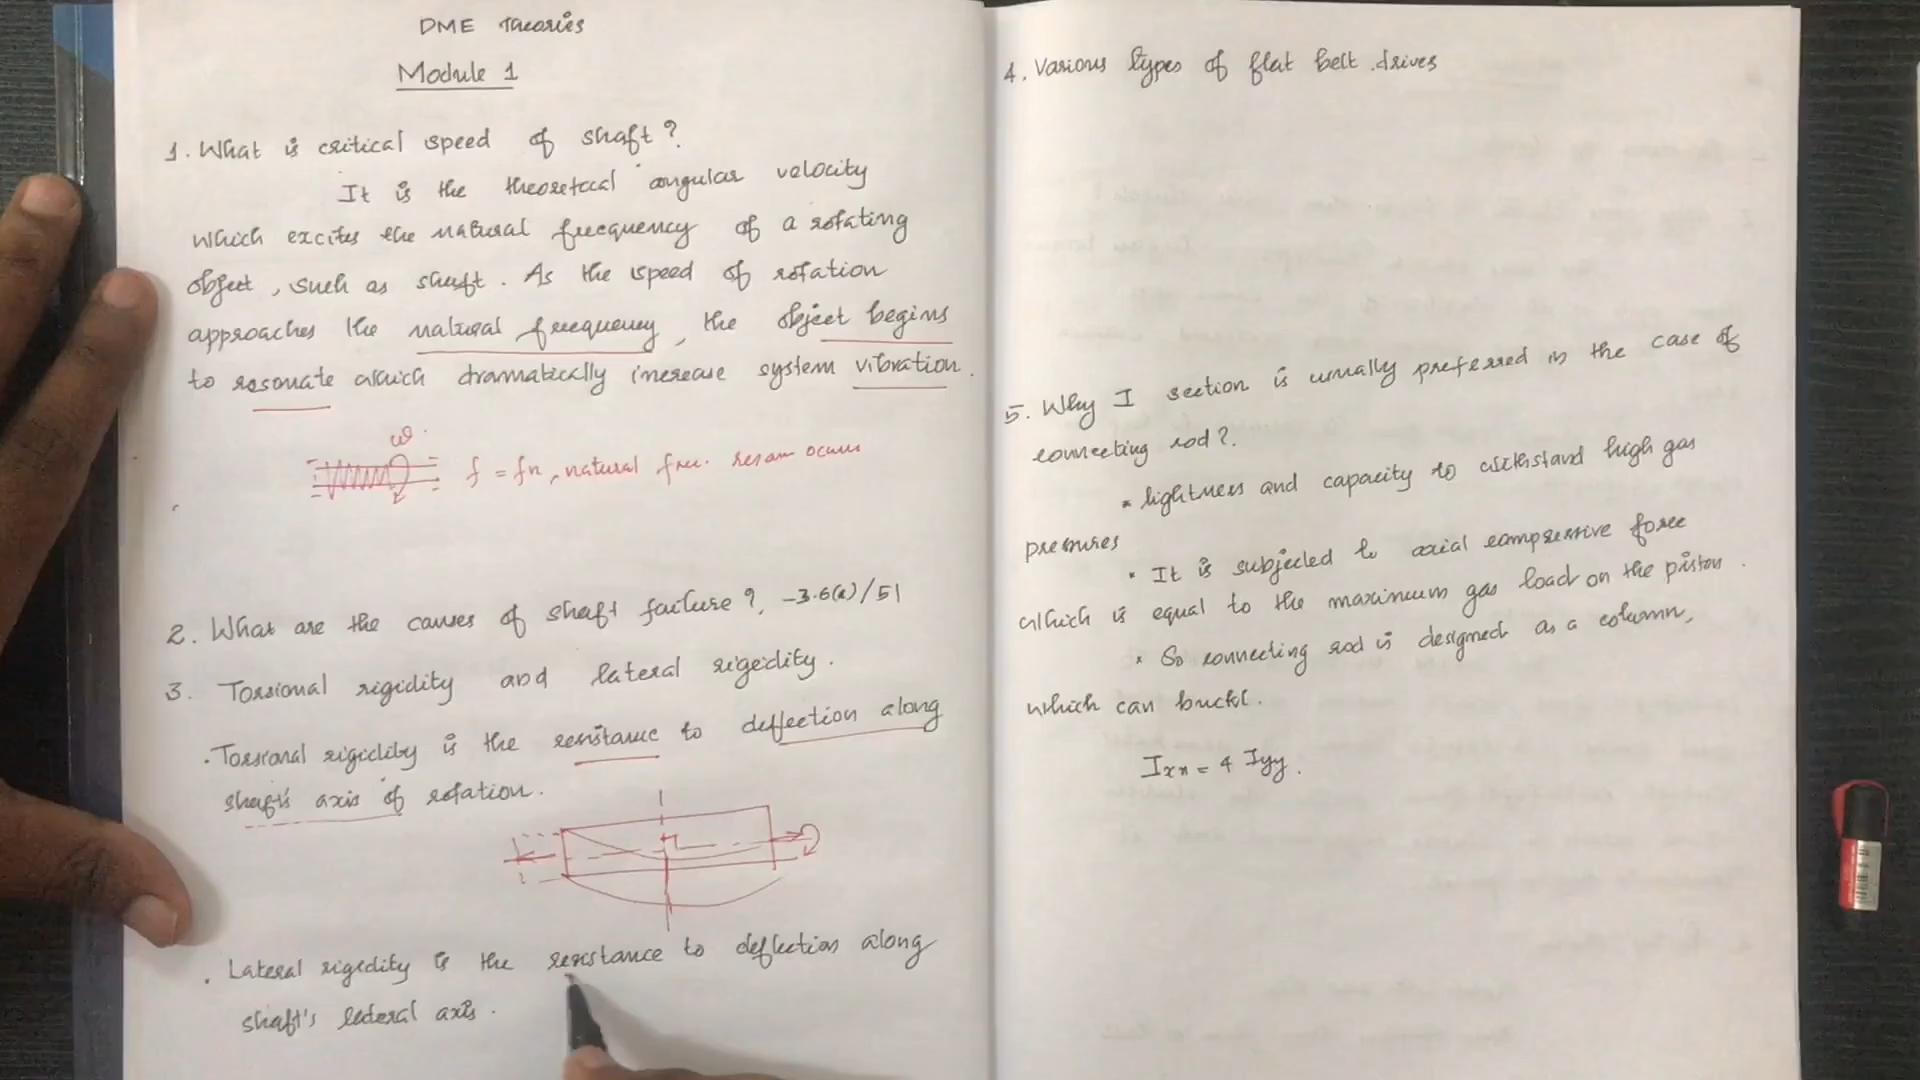 DME Theories
Module 1
1. What is critical speed of shaft?
It is the theoretccal angular velocity
which excites the natural frecquency of a rotating
object, such as shaft. As the speed of rotation
approaches the natural frecquency, the object begins
to resonate which dramatically increase system vibration.
ω
f = fn, natural frec. reson occurs
2. What are the causes of shaft failure?, -3.6(a)/51
3. Torsional rigidity and lateral rigedity.
. Torsional rigidity is the resistance to deflection along
shaft's axis of rotation.
. Lateral rigedity is the resistance to deflection along
shaft's lateral axis.
4. Various types of flat belt drives
5. Why I section is usually preferred in the case of
connecting rod?.
• lightness and capacity to withstand high gas
pressures
• It is subjected to axial compressive force
which is equal to the maximum gas load on the piston.
• So connecting rod is designed as a column,
which can buckl.
Ixx = 4 Iyy.